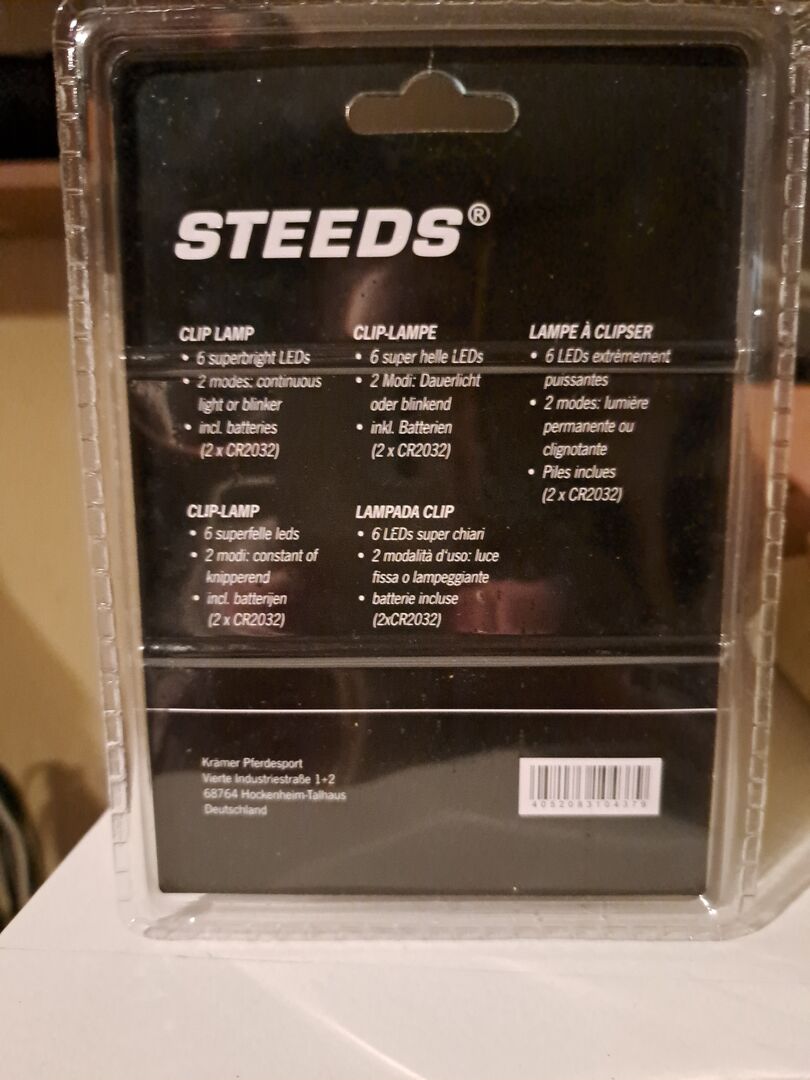 STEEDS®
CLIP LAMP
• 6 superbright LEDs
• 2 modes: continuous
light or blinker
• incl. batteries
(2 x CR2032)
CLIP-LAMPE
• 6 super helle LEDs
• 2 Modi: Dauerlicht
oder blinkend
• inkl. Batterien
(2 x CR2032)
LAMPE À CLIPSER
• 6 LEDs extrêmement
puissantes
• 2 modes: lumière
permanente ou
clignotante
• Piles inclues
(2 x CR2032)
CLIP-LAMP
• 6 superfelle leds
• 2 modi: constant of
knipperend
• incl. batterijen
(2 x CR2032)
LAMPADA CLIP
• 6 LEDs super chiari
• 2 modalità d'uso: luce
fissa o lampeggiante
• batterie incluse
(2xCR2032)
Krämer Pferdesport
Vierte Industriestraße 1+2
68764 Hockenheim-Talhaus
Deutschland
4052083104379